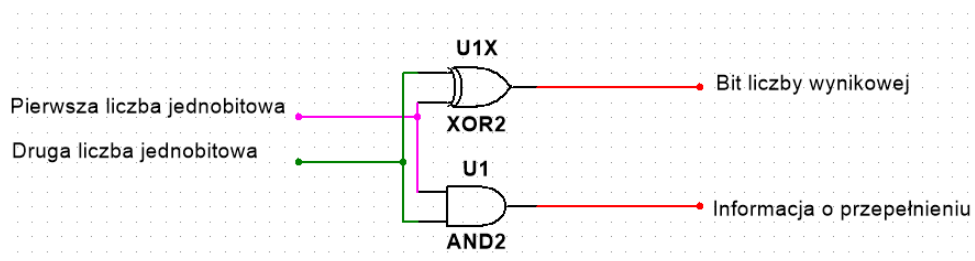 U1X
Bit liczby wynikowej
Pierwsza liczba jednobitowa
XOR2
Druga liczba jednobitowa
U1
Informacja o przepełnieniu
AND2